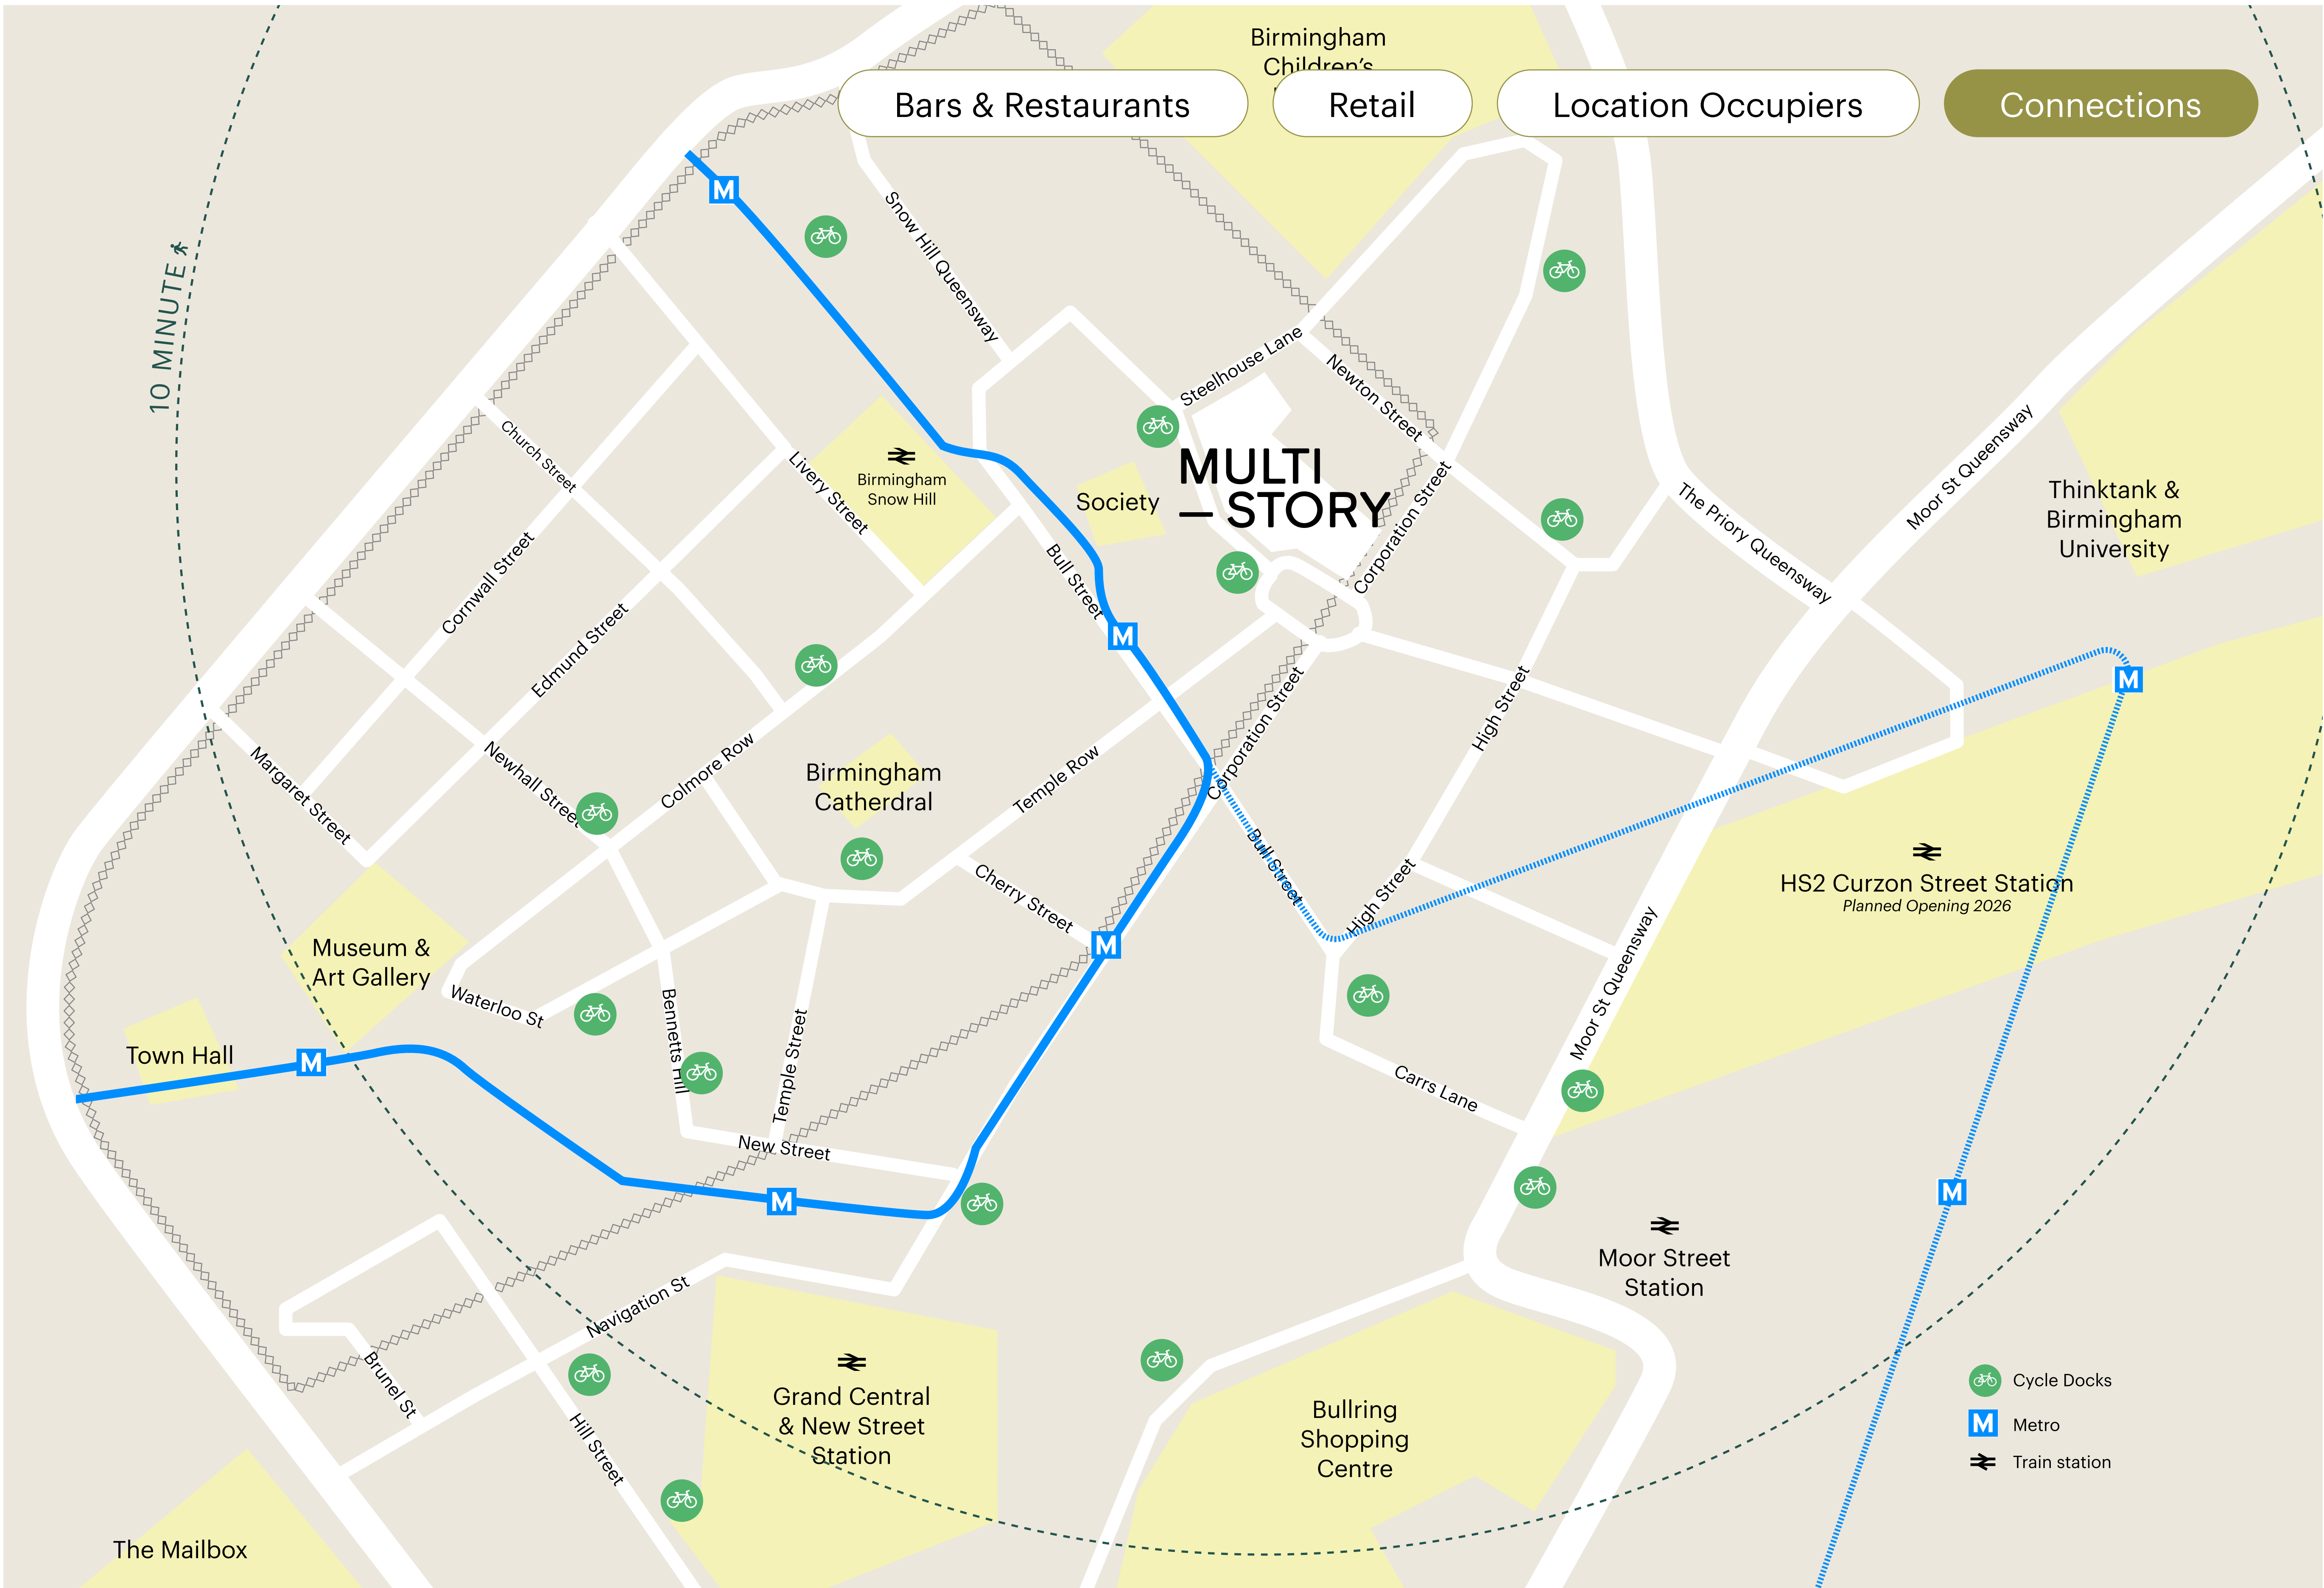 Birmingham
Children's
Bars & Restaurants
Retail
Location Occupiers
Connections
10 MINUTE
Snow Hill Queensway
Steelhouse Lane
Newton Street
Church Street
Livery Street
Birmingham
Snow Hill
Society
MULTI
— STORY
Corporation Street
The Priory Queensway
Moor St Queensway
Thinktank &
Birmingham
University
Cornwall Street
Edmund Street
Bull Street
M
M
M
Margaret Street
Newhall Street
Colmore Row
Birmingham
Catherdral
Temple Row
Corporation Street
High Street
Cherry Street
Bull Street
High Street
HS2 Curzon Street Station
Planned Opening 2026
Museum &
Art Gallery
M
Waterloo St
Bennetts Hill
Temple Street
Moor St Queensway
Town Hall
M
Carrs Lane
New Street
M
M
Moor Street
Station
Navigation St
Brunel St
Hill Street
Grand Central
& New Street
Station
Bullring
Shopping
Centre
Cycle Docks
M Metro
Train station
The Mailbox